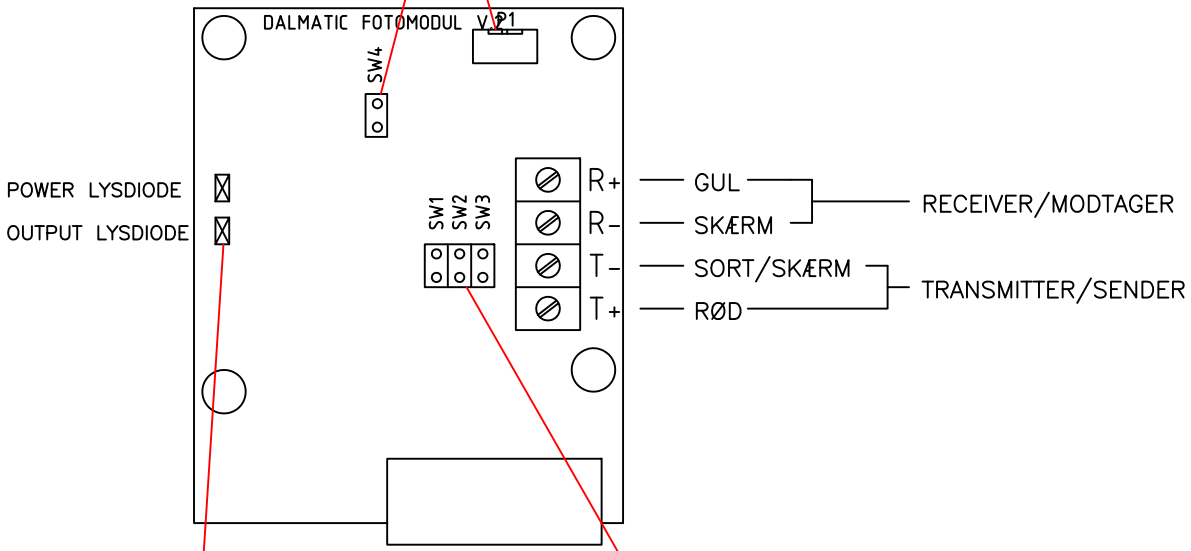 DALMATIC FOTOMODUL V.2
P1
SW4
POWER LYSDIODE
OUTPUT LYSDIODE
SW1
SW2
SW3
R+
GUL
R-
SKÆRM
RECEIVER/MODTAGER
T-
SORT/SKÆRM
T+
RØD
TRANSMITTER/SENDER